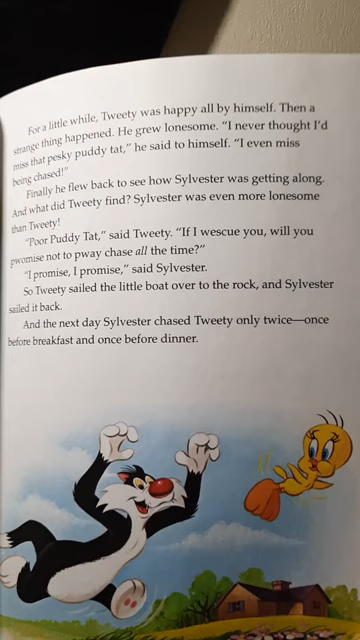 For a little while, Tweety was happy all by himself. Then a
strange thing happened. He grew lonesome. “I never thought I’d
miss that pesky puddy tat,” he said to himself. “I even miss
being chased!”
Finally he flew back to see how Sylvester was getting along.
And what did Tweety find? Sylvester was even more lonesome
than Tweety!
“Poor Puddy Tat,” said Tweety. “If I wescue you, will you
pwomise not to pway chase all the time?”
“I promise, I promise,” said Sylvester.
So Tweety sailed the little boat over to the rock, and Sylvester
sailed it back.
And the next day Sylvester chased Tweety only twice—once
before breakfast and once before dinner.